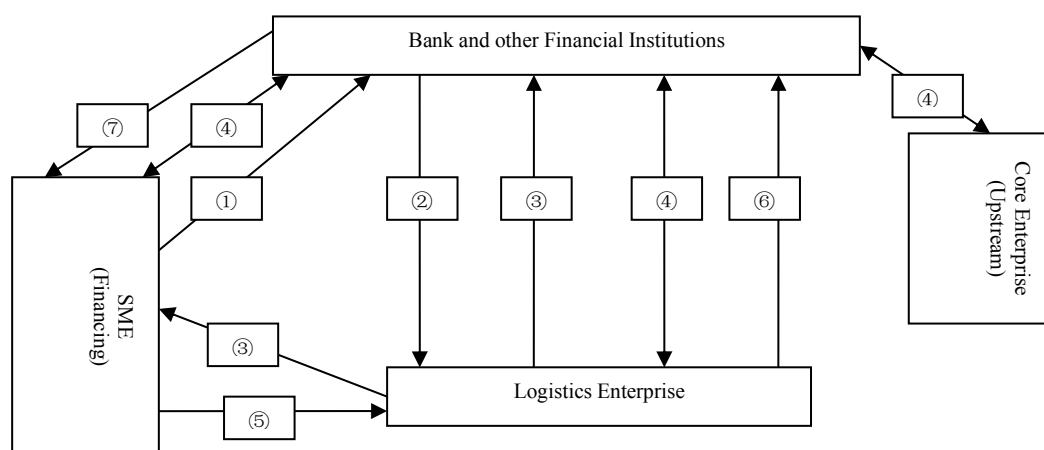 Bank and other Financial Institutions
⑦
④
④
①
②
③
④
⑥
Core Enterprise
(Upstream)
SME
(Financing)
③
Logistics Enterprise
⑤